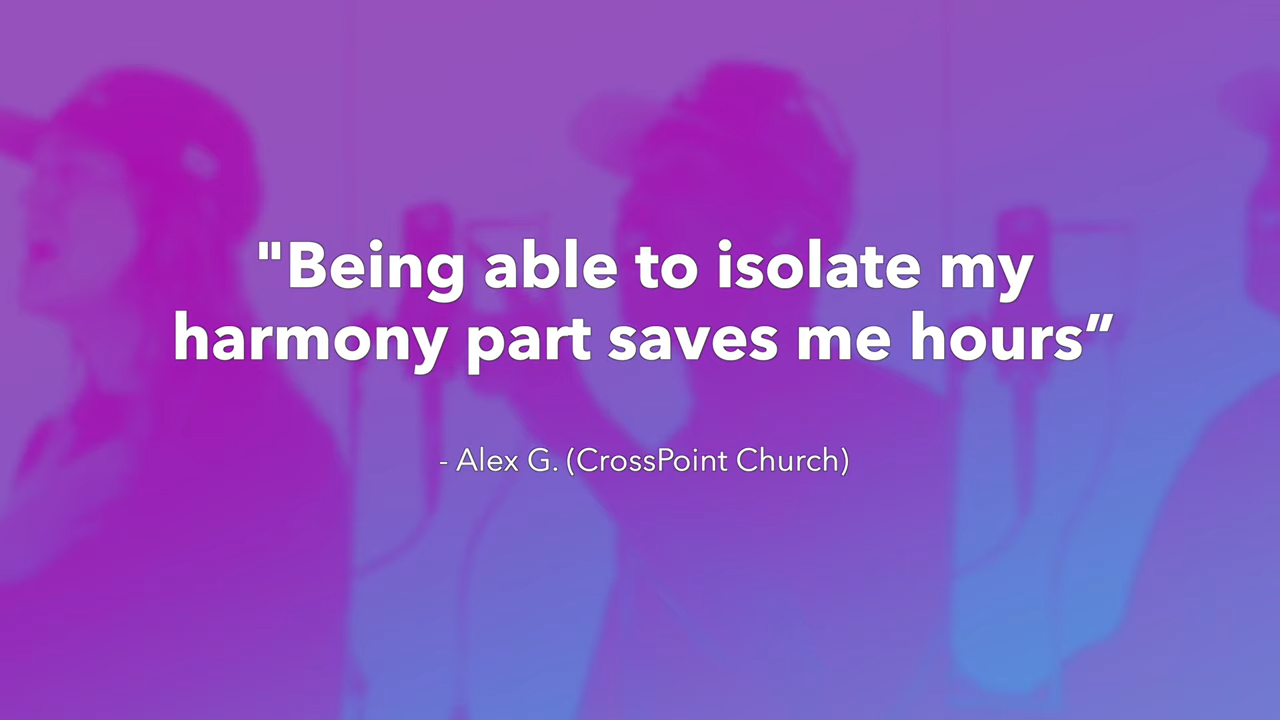 "Being able to isolate my
harmony part saves me hours”
- Alex G. (CrossPoint Church)